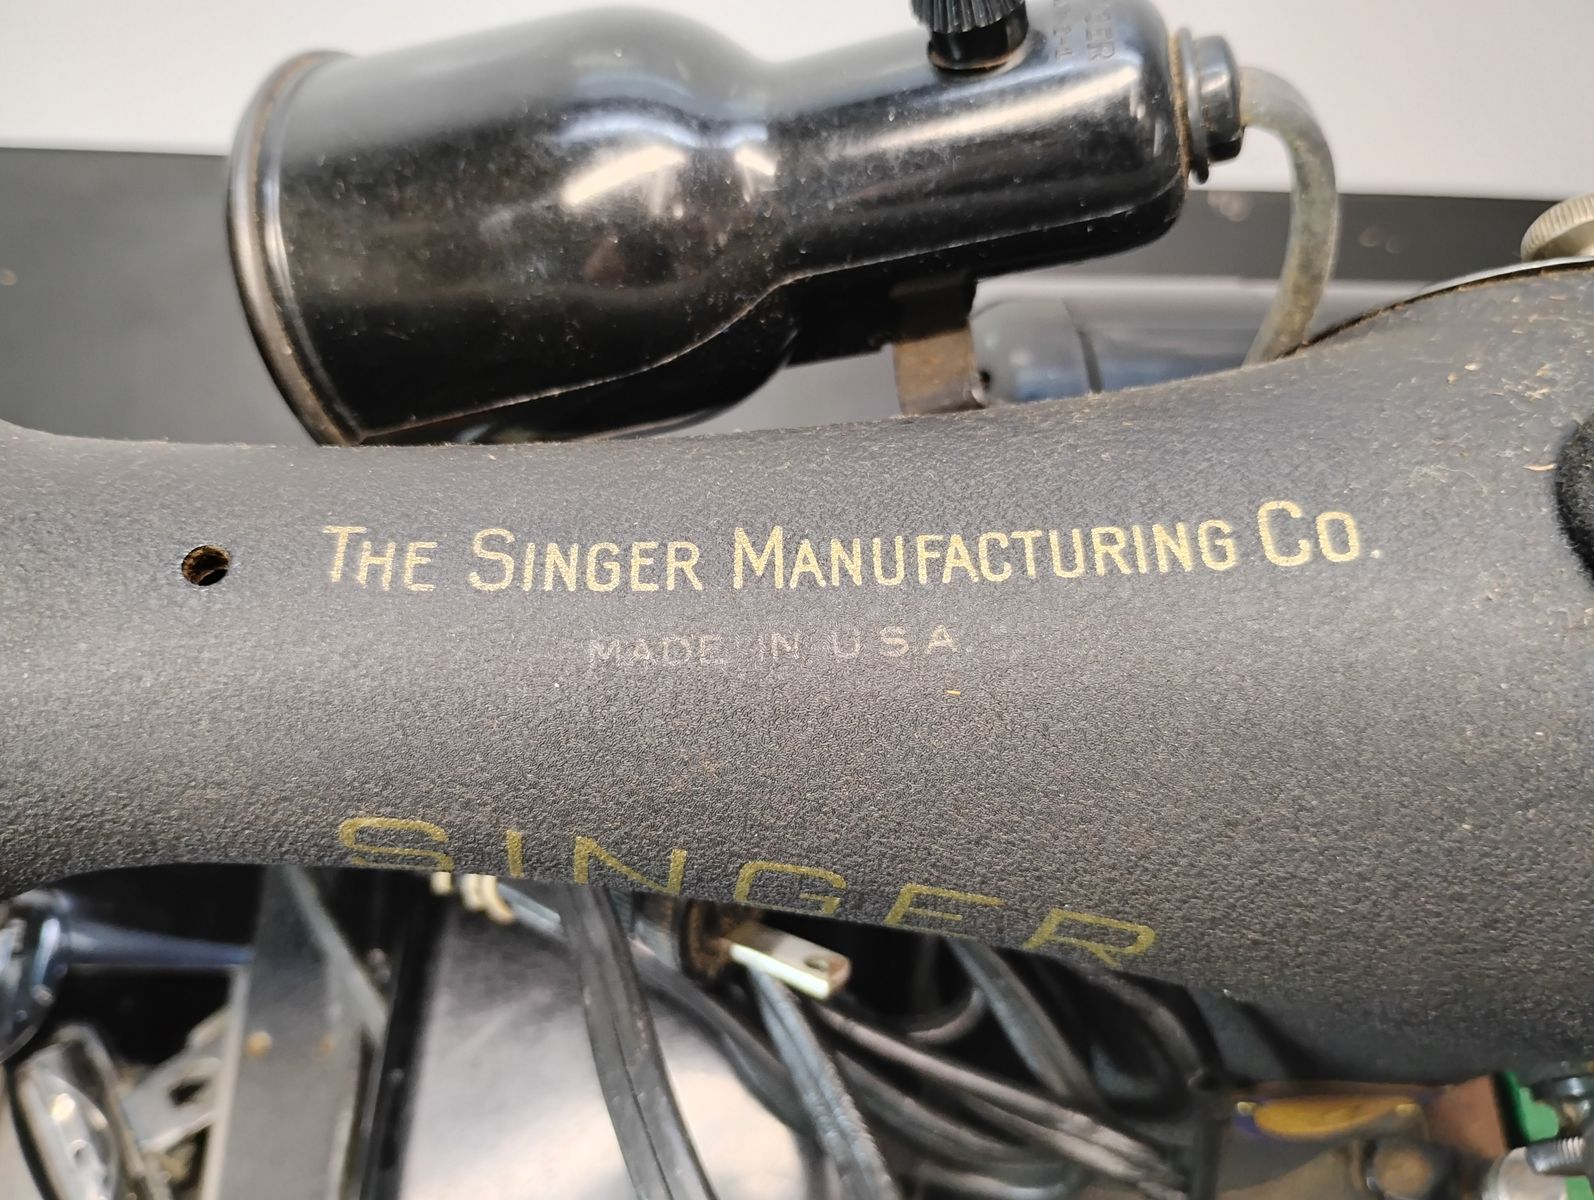 THE SINGER MANUFACTURING CO.
MADE IN U.S.A.
SINGER